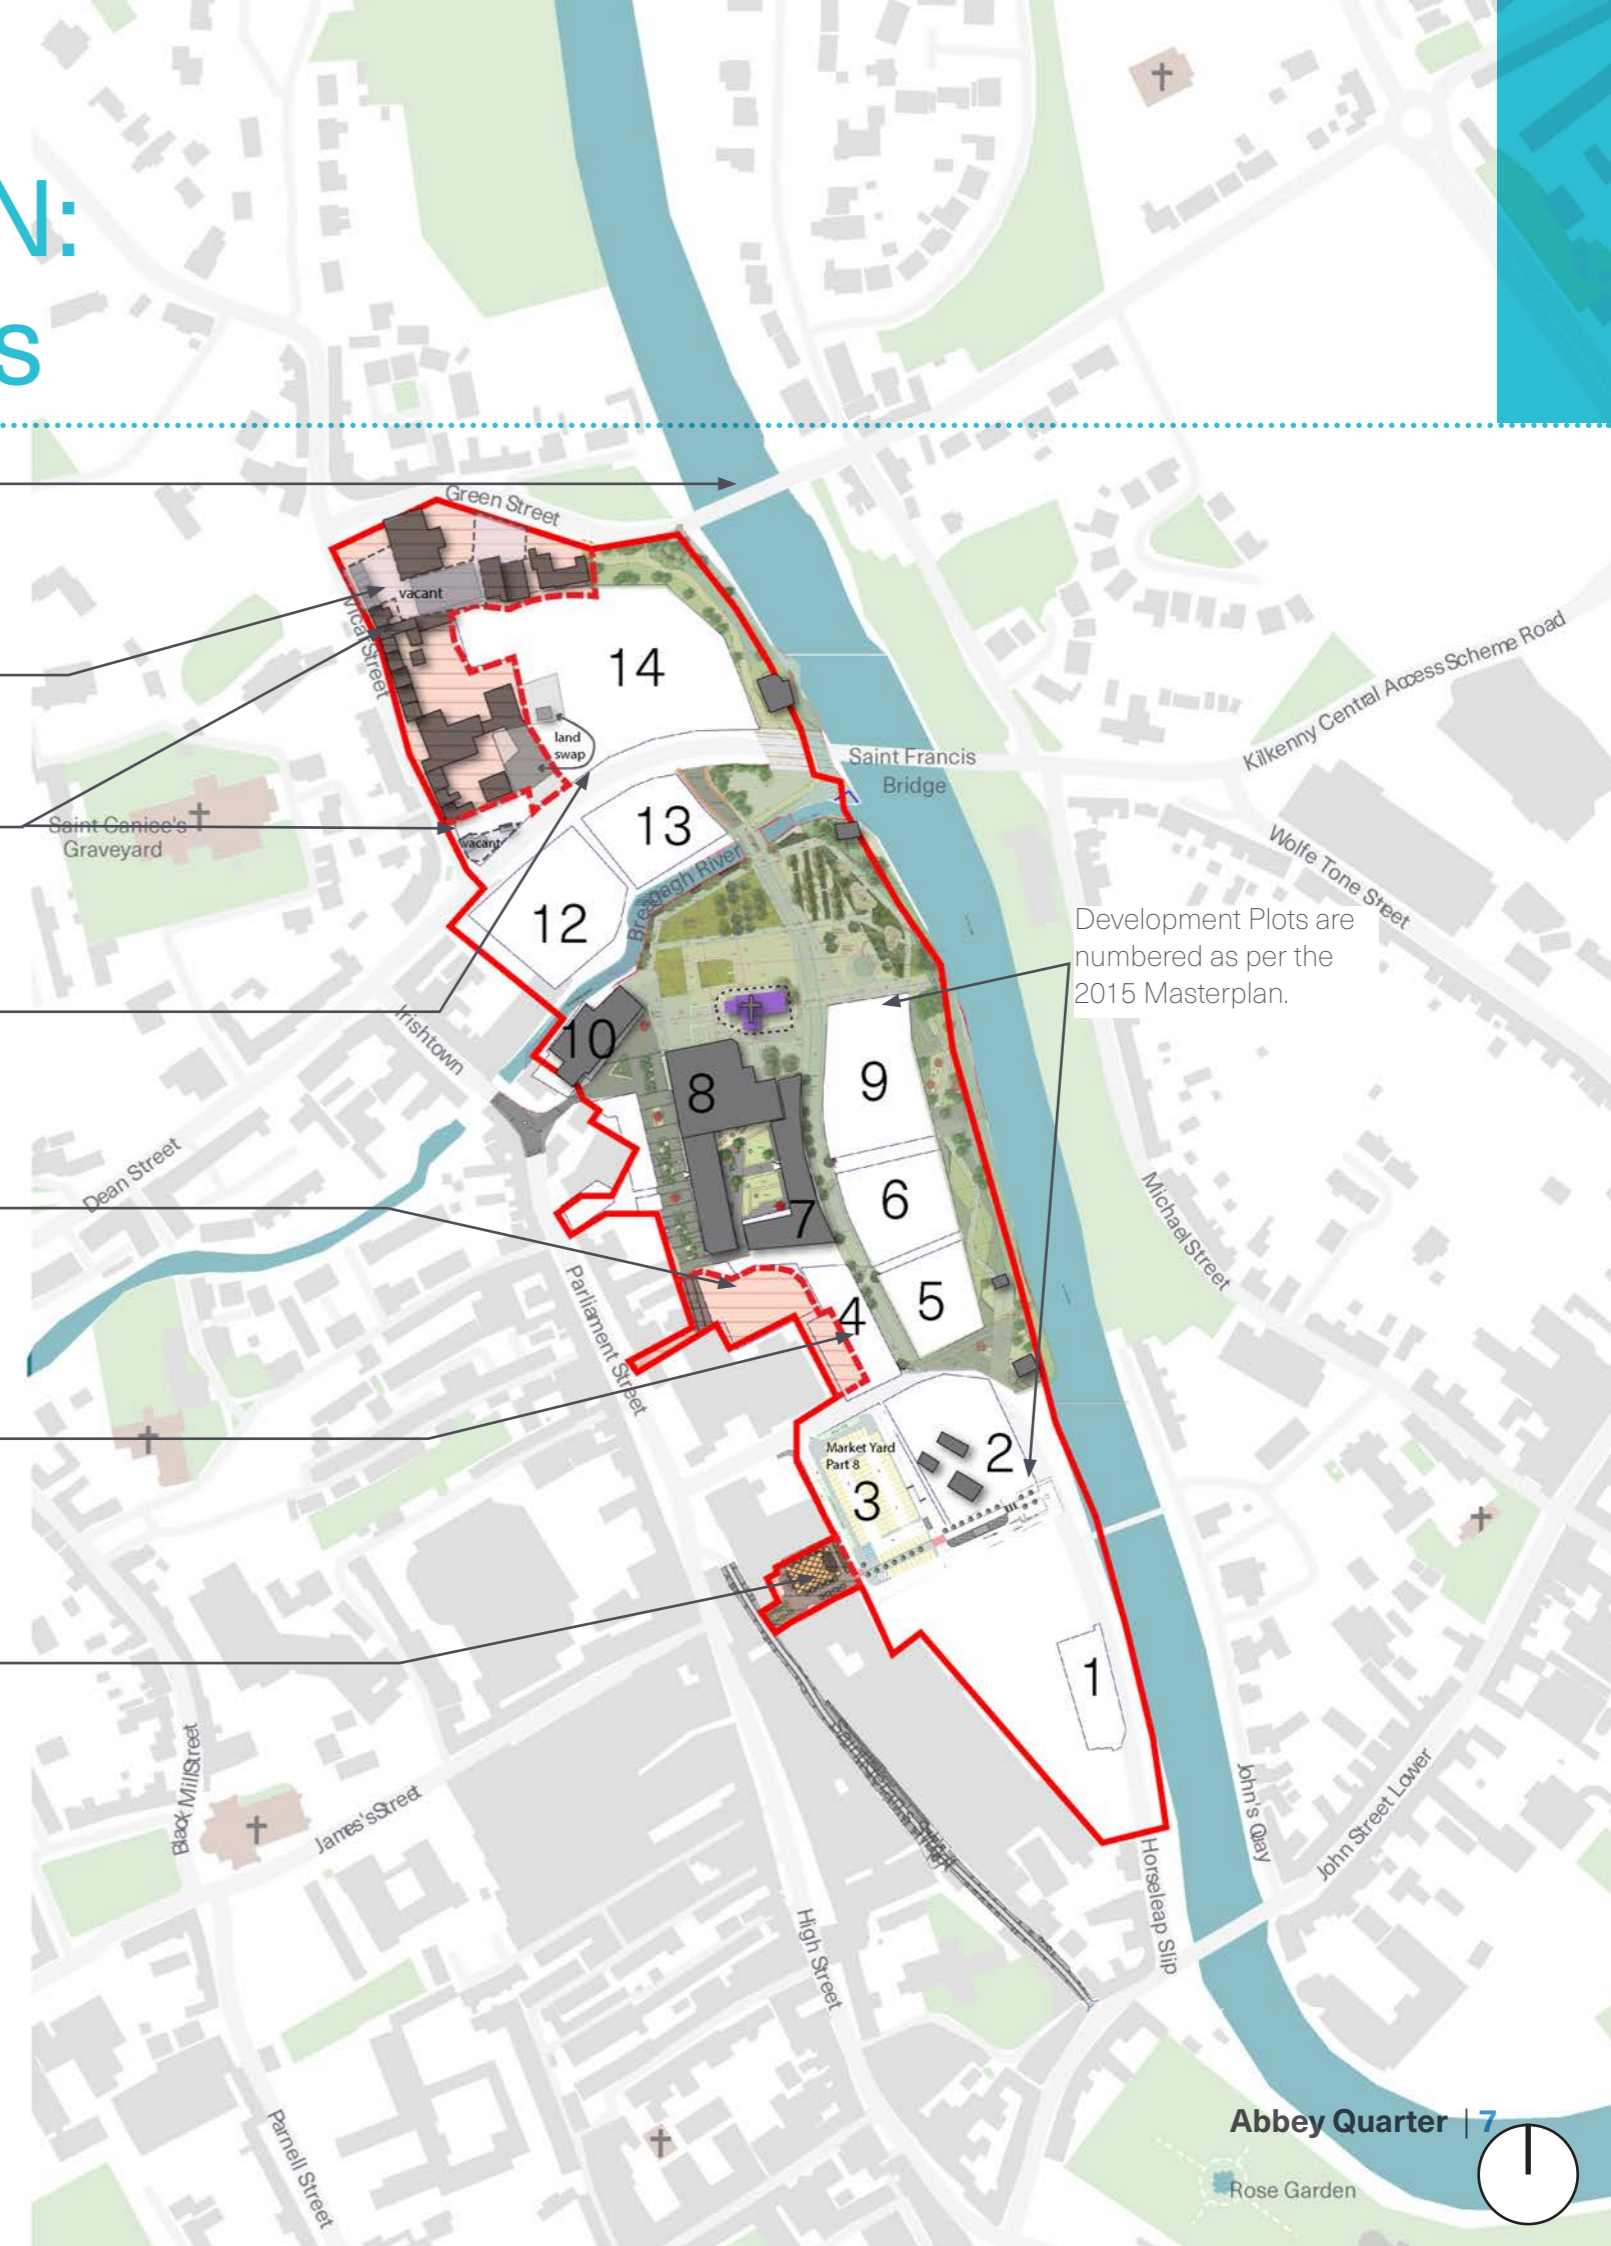 N:
s
Green Street
vacant
Vicar Street
14
land
swap
Saint Francis
Bridge
Kilkenny Central Access Scheme Road
13
Saint Canice's
Graveyard
vacant
Wolfe Tone Street
Breagagh River
12
Development Plots are
numbered as per the
2015 Masterplan.
Irishtown
10
8
9
Dean Street
6
7
Michael Street
5
4
Parliament Street
Market Yard
Part 8
2
3
1
Black Mill Street
James's Street
John's Quay
John Street Lower
Horseleap Slip
High Street
Parnell Street
Abbey Quarter | 7
Rose Garden